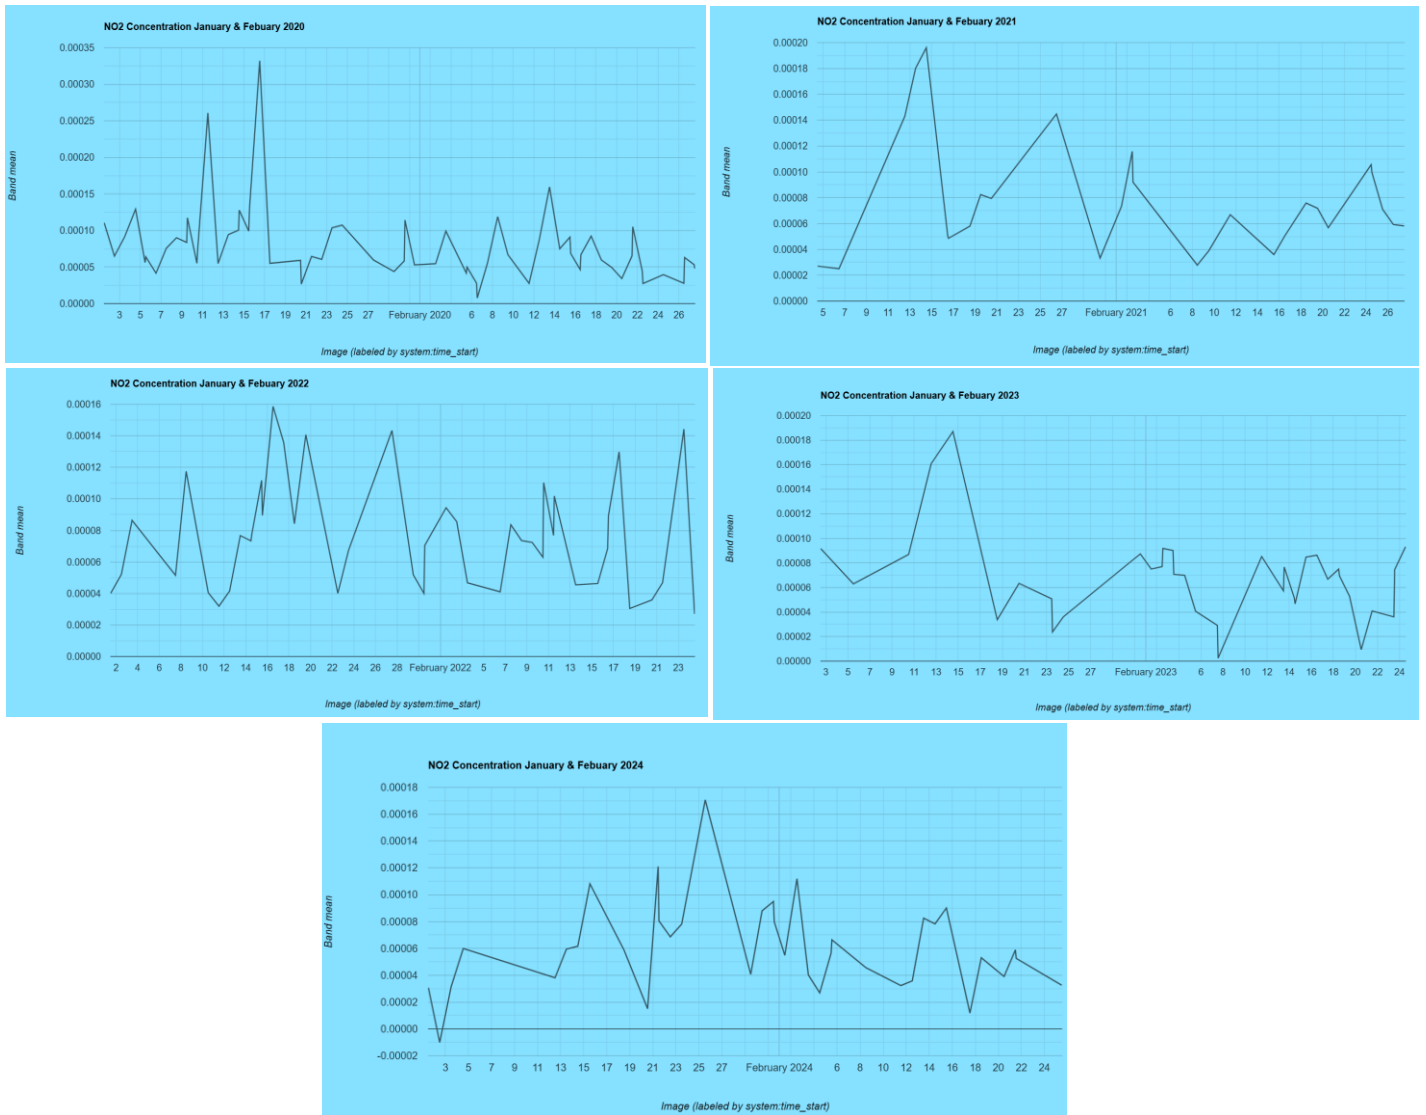 NO2 Concentration January & Febuary 2020
0.00035
0.00030
0.00025
0.00020
0.00015
0.00010
0.00005
0.00000
Band mean
3 5 7 9 11 13 15 17 19 21 23 25 27 February 2020 6 8 10 12 14 16 18 20 22 24 26
Image (labeled by system:time_start)
NO2 Concentration January & Febuary 2021
0.00020
0.00018
0.00016
0.00014
0.00012
0.00010
0.00008
0.00006
0.00004
0.00002
0.00000
Band mean
5 7 9 11 13 15 17 19 21 23 25 27 February 2021 6 8 10 12 14 16 18 20 22 24 26
Image (labeled by system:time_start)
NO2 Concentration January & Febuary 2022
0.00016
0.00014
0.00012
0.00010
0.00008
0.00006
0.00004
0.00002
0.00000
Band mean
2 4 6 8 10 12 14 16 18 20 22 24 26 28 February 2022 5 7 9 11 13 15 17 19 21 23
Image (labeled by system:time_start)
NO2 Concentration January & Febuary 2023
0.00020
0.00018
0.00016
0.00014
0.00012
0.00010
0.00008
0.00006
0.00004
0.00002
0.00000
Band mean
3 5 7 9 11 13 15 17 19 21 23 25 27 February 2023 6 8 10 12 14 16 18 20 22 24
Image (labeled by system:time_start)
NO2 Concentration January & Febuary 2024
0.00018
0.00016
0.00014
0.00012
0.00010
0.00008
0.00006
0.00004
0.00002
0.00000
-0.00002
Band mean
3 5 7 9 11 13 15 17 19 21 23 25 27 February 2024 6 8 10 12 14 16 18 20 22 24
Image (labeled by system:time_start)